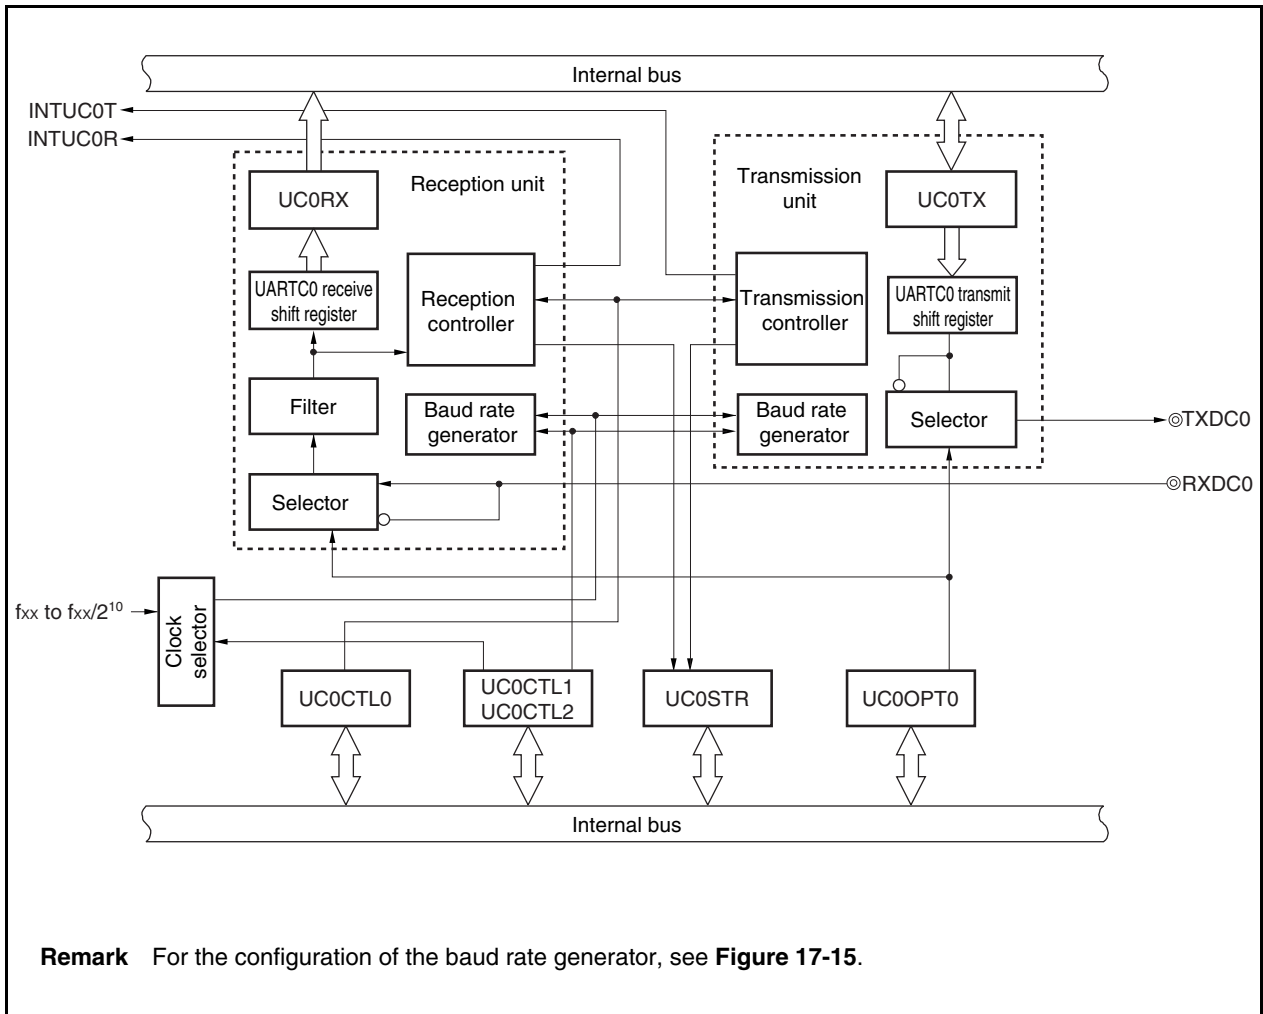 Internal bus
INTUC0T
INTUC0R
UC0RX
Reception unit
Transmission
unit
UC0TX
UARTC0 receive
shift register
Reception
controller
Transmission
controller
UARTC0 transmit
shift register
Filter
Baud rate
generator
Baud rate
generator
Selector
TXDC0
Selector
RXDC0
fxx to fxx/2¹⁰
Clock
selector
UC0CTL0
UC0CTL1
UC0CTL2
UC0STR
UC0OPT0
Internal bus
Remark For the configuration of the baud rate generator, see Figure 17-15.